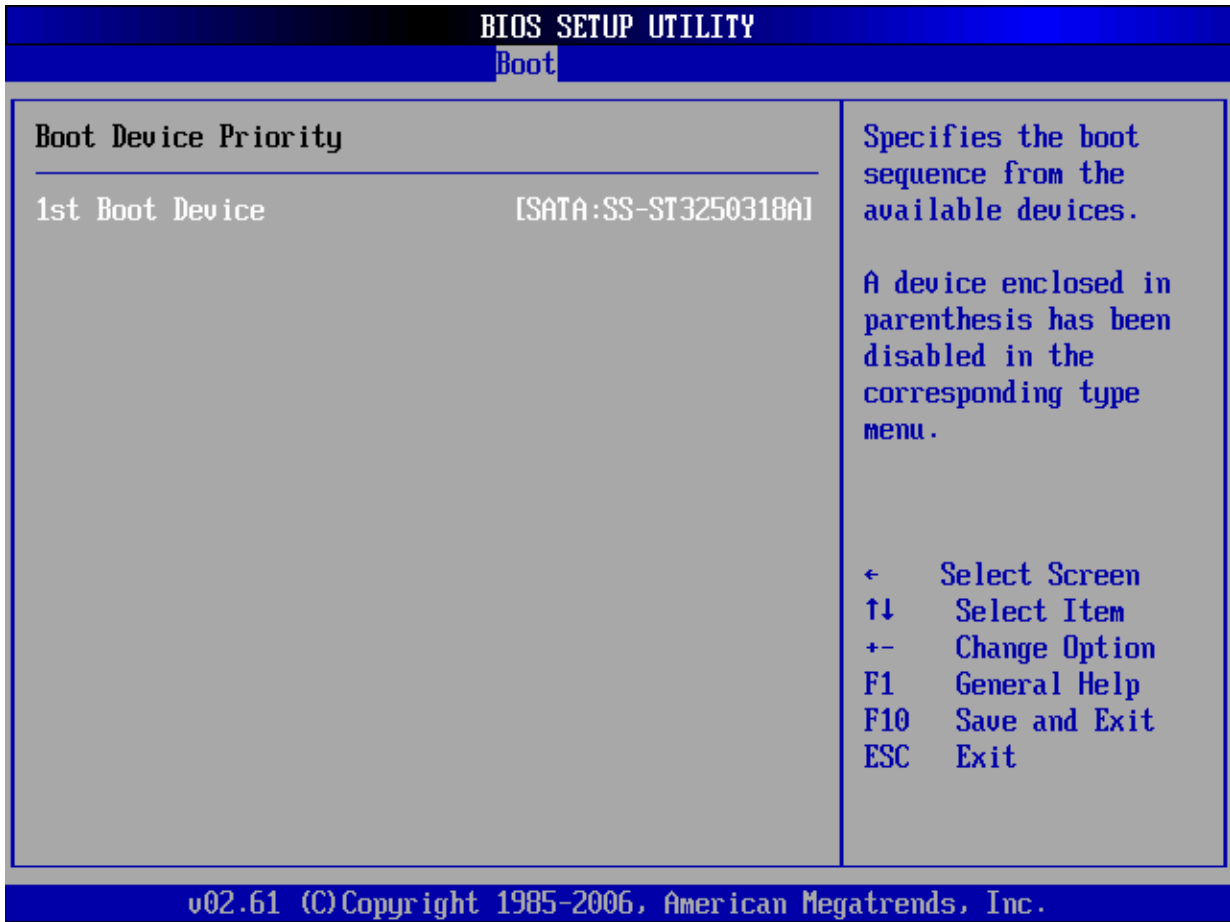 BIOS SETUP UTILITY
Boot
Boot Device Priority
1st Boot Device [SATA:SS-ST3250318A]
Specifies the boot
sequence from the
available devices.
A device enclosed in
parenthesis has been
disabled in the
corresponding type
menu.
← Select Screen
↑↓ Select Item
+- Change Option
F1 General Help
F10 Save and Exit
ESC Exit
v02.61 (C)Copyright 1985-2006, American Megatrends, Inc.